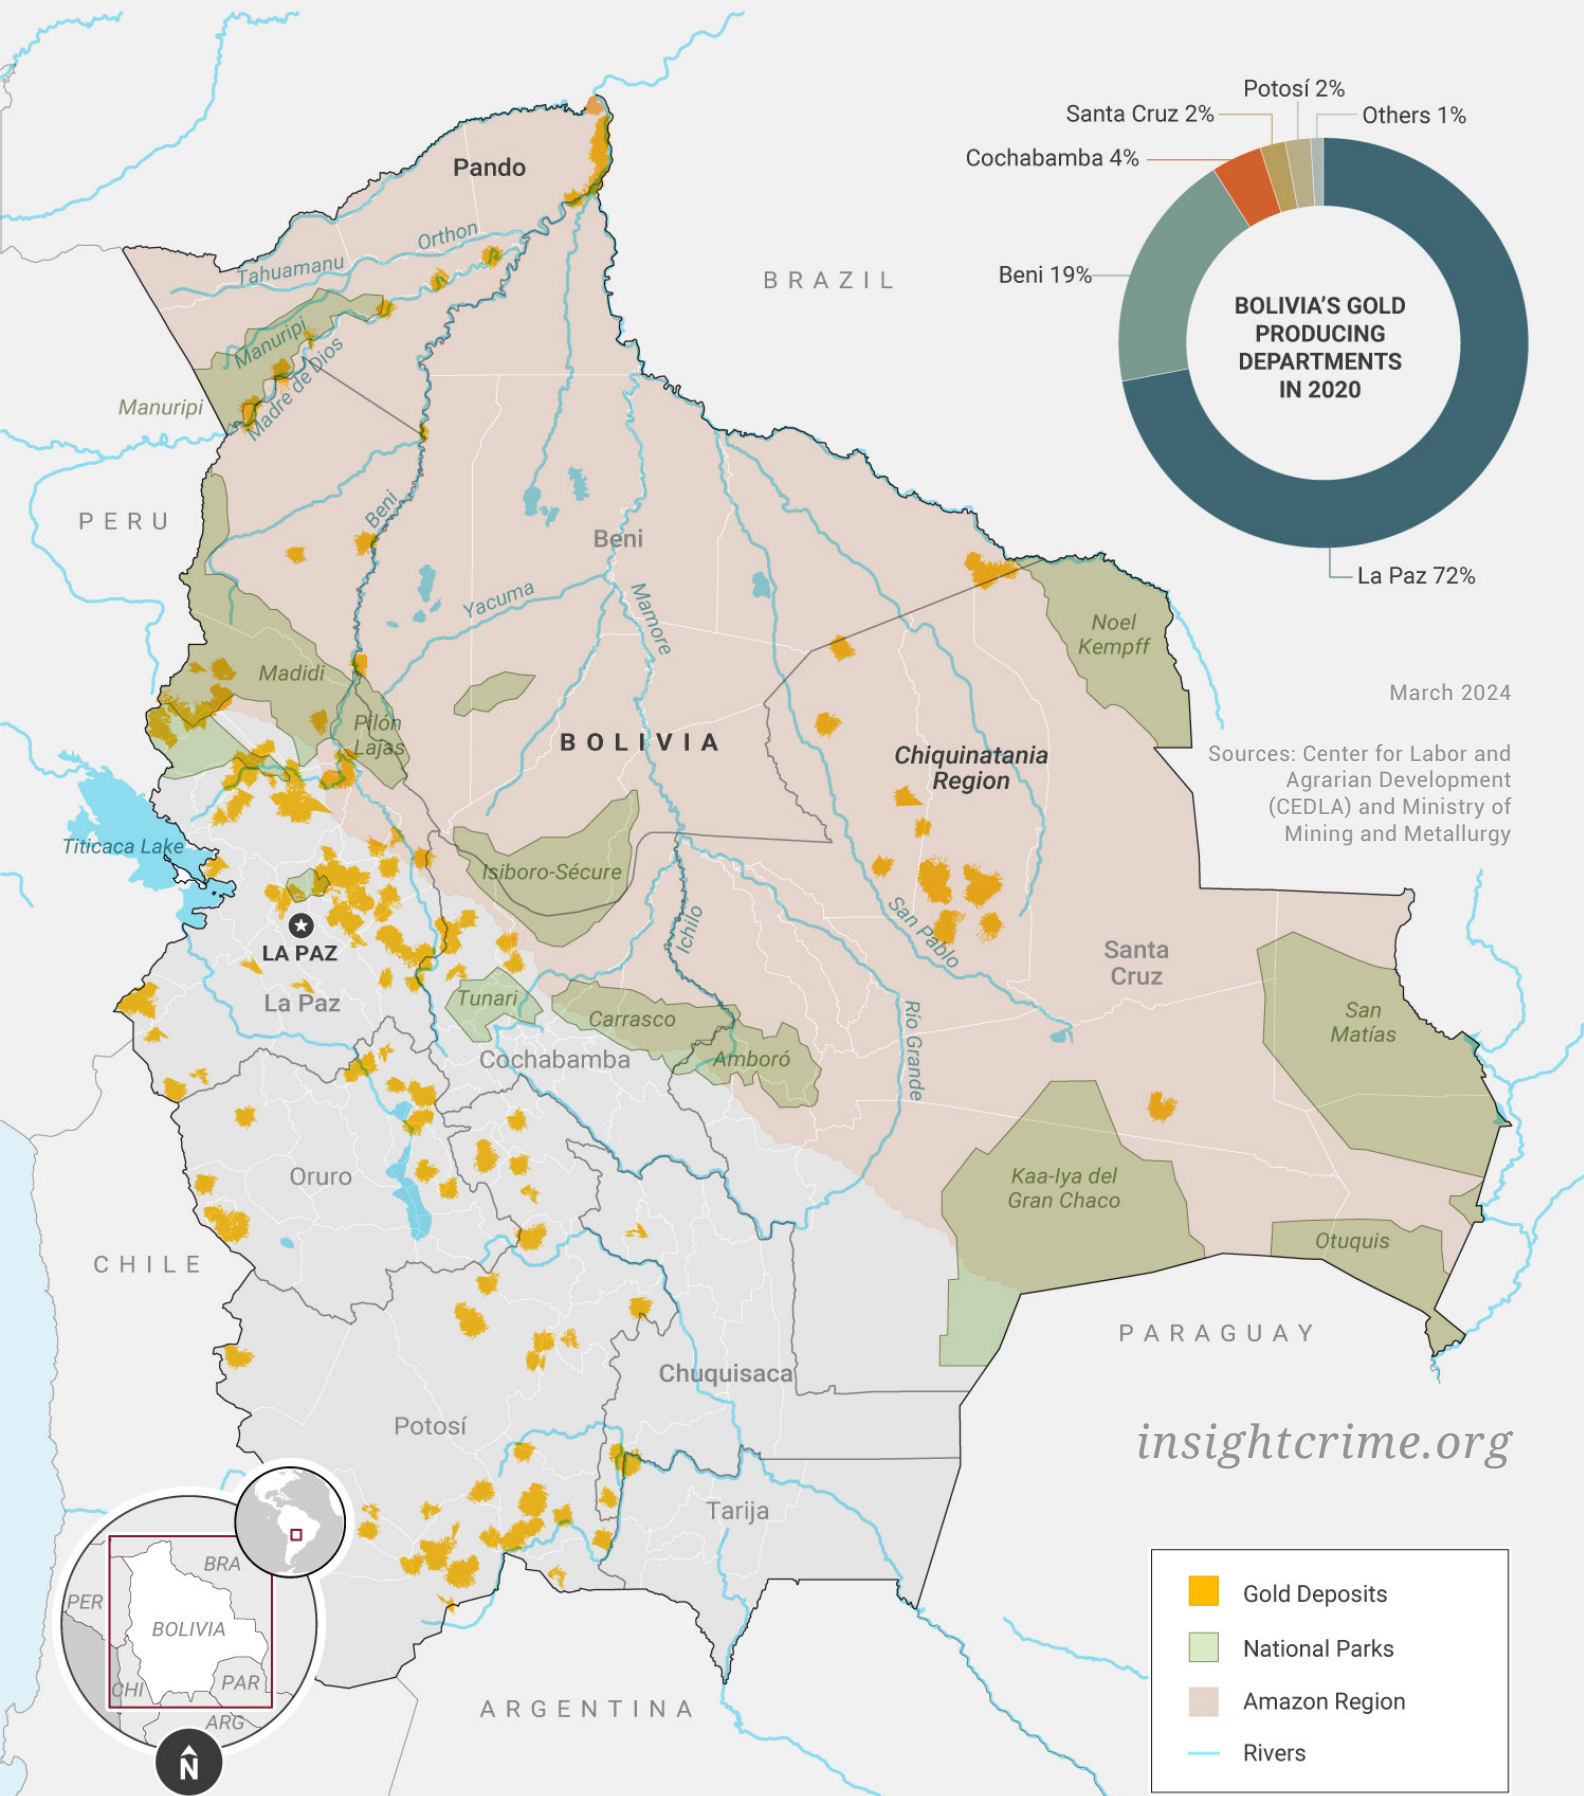 Potosí 2%
Santa Cruz 2%
Others 1%
Cochabamba 4%
Beni 19%
BOLIVIA'S GOLD
PRODUCING
DEPARTMENTS
IN 2020
La Paz 72%
March 2024
Sources: Center for Labor and
Agrarian Development
(CEDLA) and Ministry of
Mining and Metallurgy
Pando
Orthon
Tahuamanu
BRAZIL
Manuripi
Madre de Dios
Manuripi
PERU
Beni
Beni
Yacuma
Mamore
Noel
Kempff
Madidi
Pilón
Lajas
BOLIVIA
Chiquinatania
Region
Titicaca Lake
Isiboro-Sécure
San Pablo
Ichilo
LA PAZ
La Paz
Santa
Cruz
Tunari
Carrasco
San
Matías
Cochabamba
Amboró
Río Grande
Oruro
Kaa-Iya del
Gran Chaco
Otuquis
CHILE
PARAGUAY
Chuquisaca
Potosí
insightcrime.org
Tarija
ARGENTINA
BRA
PER
BOLIVIA
PAR
CHI
ARG
N
Gold Deposits
National Parks
Amazon Region
Rivers